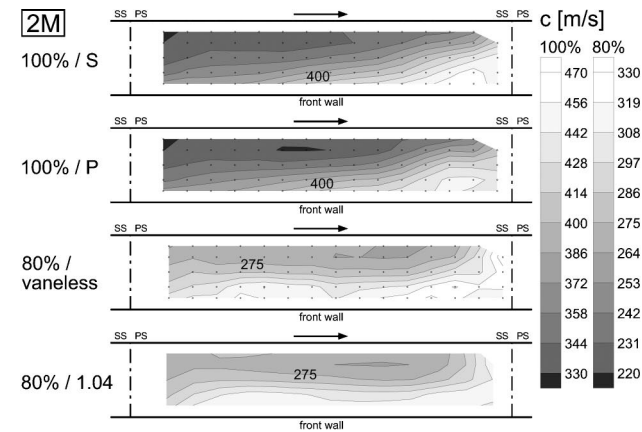 2M
SS PS SS PS
100% / S
400
front wall
SS PS SS PS
100% / P
400
front wall
SS PS SS PS
80% /
vaneless
275
front wall
SS PS SS PS
80% / 1.04
275
front wall
c [m/s]
100% 80%
470 330
456 319
442 308
428 297
414 286
400 275
386 264
372 253
358 242
344 231
330 220